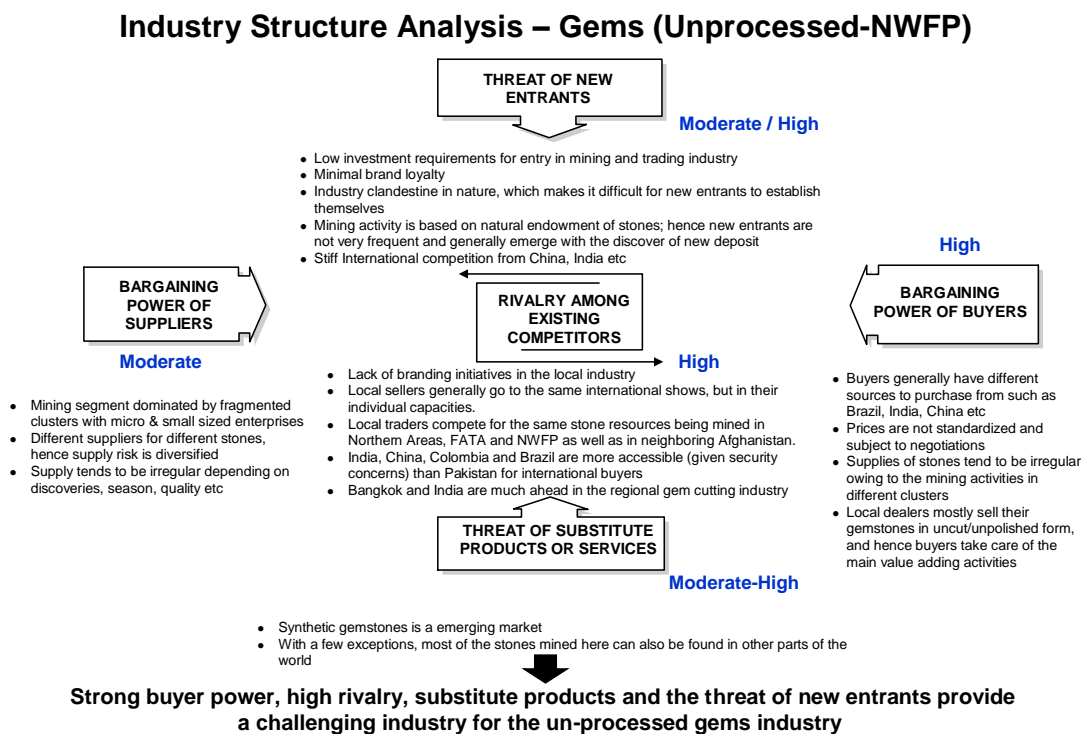 Industry Structure Analysis – Gems (Unprocessed-NWFP)
THREAT OF NEW
ENTRANTS
Moderate / High
• Low investment requirements for entry in mining and trading industry
• Minimal brand loyalty
• Industry clandestine in nature, which makes it difficult for new entrants to establish
themselves
• Mining activity is based on natural endowment of stones; hence new entrants are
not very frequent and generally emerge with the discover of new deposit
• Stiff International competition from China, India etc
BARGAINING
POWER OF
SUPPLIERS
Moderate
• Mining segment dominated by fragmented
clusters with micro & small sized enterprises
• Different suppliers for different stones,
hence supply risk is diversified
• Supply tends to be irregular depending on
discoveries, season, quality etc
RIVALRY AMONG
EXISTING
COMPETITORS
High
• Lack of branding initiatives in the local industry
• Local sellers generally go to the same international shows, but in their
individual capacities.
• Local traders compete for the same stone resources being mined in
Northern Areas, FATA and NWFP as well as in neighboring Afghanistan.
• India, China, Colombia and Brazil are more accessible (given security
concerns) than Pakistan for international buyers
• Bangkok and India are much ahead in the regional gem cutting industry
High
BARGAINING
POWER OF BUYERS
• Buyers generally have different
sources to purchase from such as
Brazil, India, China etc
• Prices are not standardized and
subject to negotiations
• Supplies of stones tend to be irregular
owing to the mining activities in
different clusters
• Local dealers mostly sell their
gemstones in uncut/unpolished form,
and hence buyers take care of the
main value adding activities
THREAT OF SUBSTITUTE
PRODUCTS OR SERVICES
Moderate-High
• Synthetic gemstones is a emerging market
• With a few exceptions, most of the stones mined here can also be found in other parts of the
world
Strong buyer power, high rivalry, substitute products and the threat of new entrants provide
a challenging industry for the un-processed gems industry